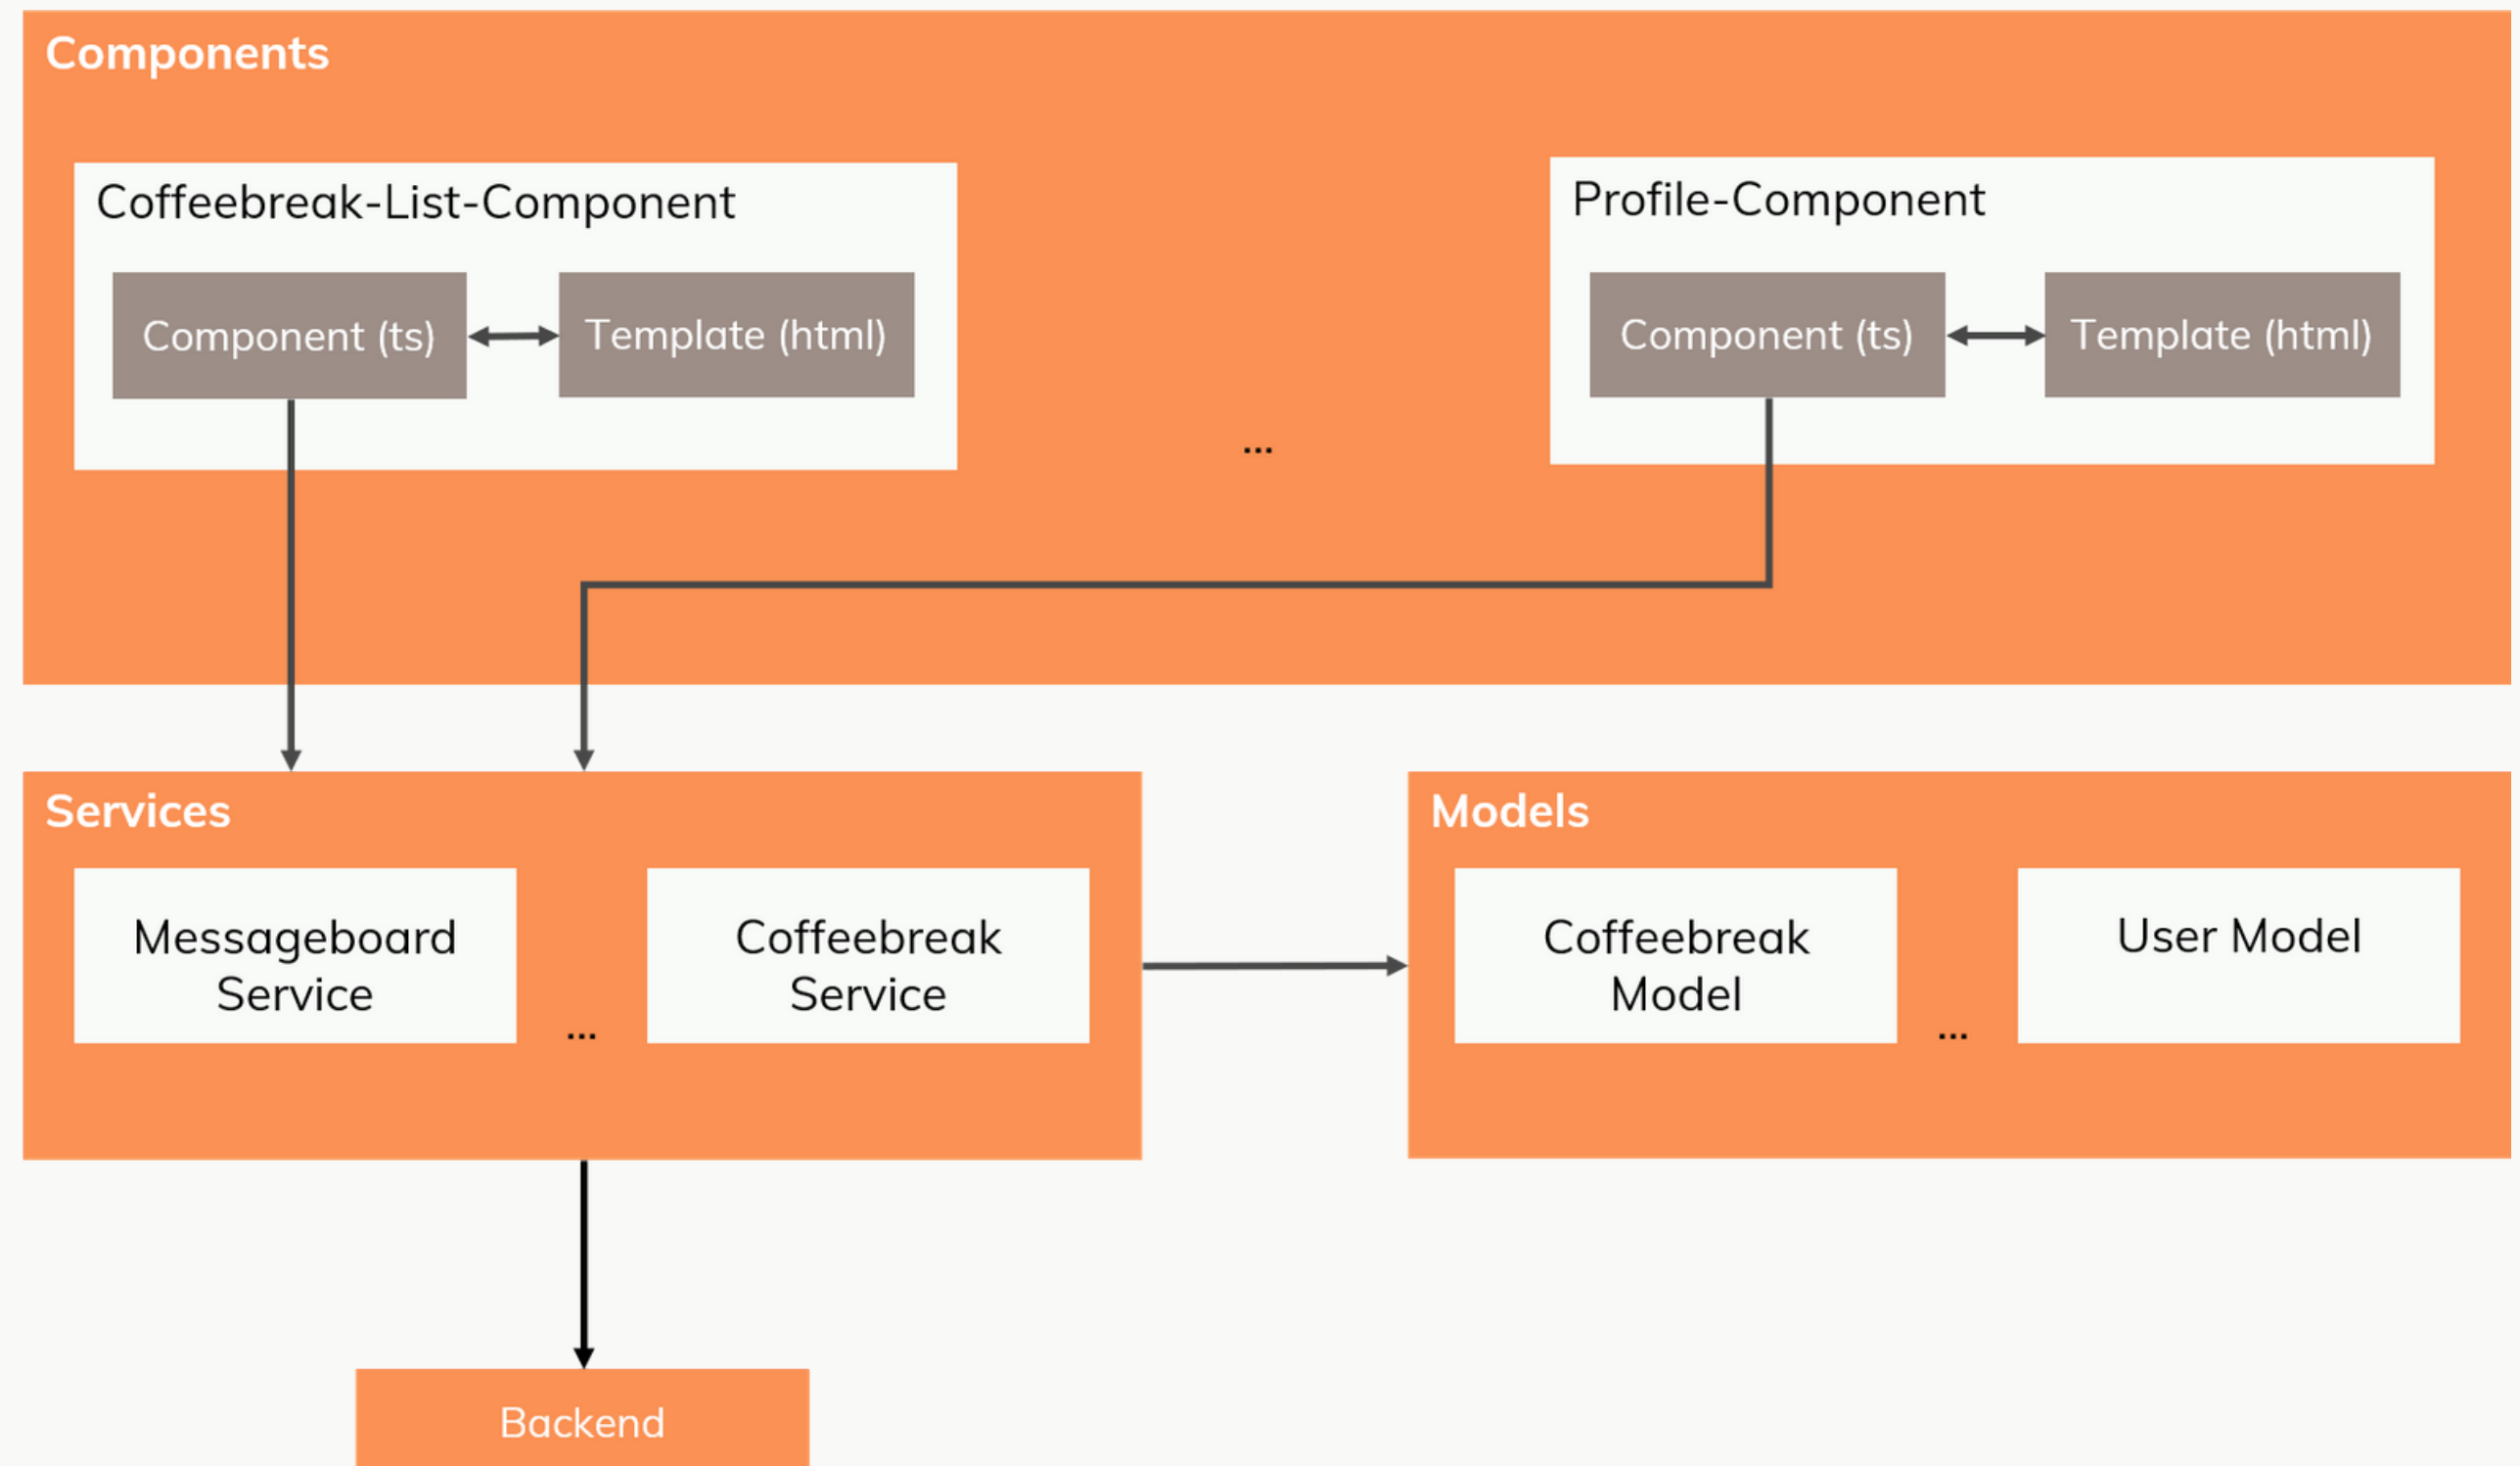 Components
Coffeebreak-List-Component
Component (ts)
Template (html)
...
Profile-Component
Component (ts)
Template (html)
Services
Messageboard
Service
...
Coffeebreak
Service
Models
Coffeebreak
Model
...
User Model
Backend